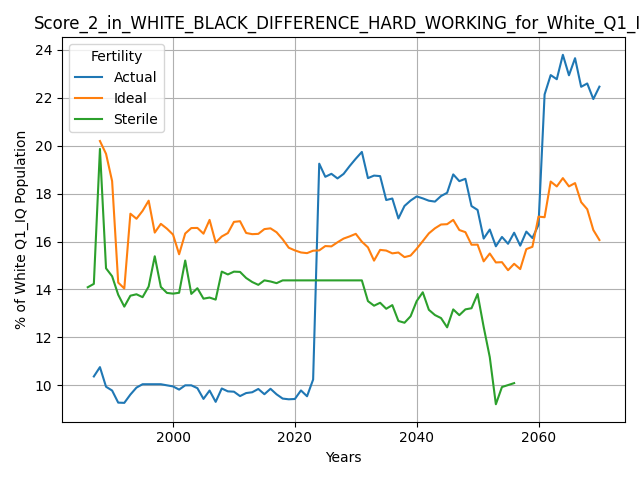 Score_2_in_WHITE_BLACK_DIFFERENCE_HARD_WORKING_for_White_Q1_I
Fertility
Actual
Ideal
Sterile
24
22
20
18
16
14
12
10
% of White Q1_IQ Population
2000
2020
2040
2060
Years